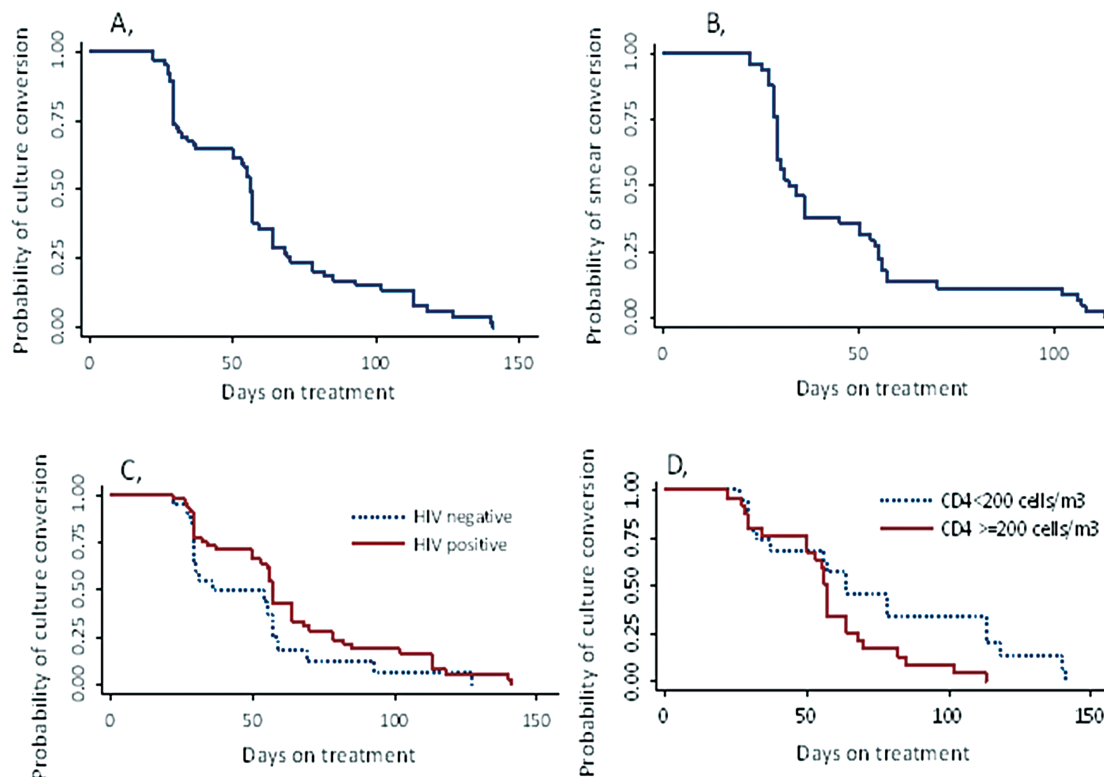 A,
Probability of culture conversion
1.00
0.75
0.50
0.25
0.00
0 50 100 150
Days on treatment
B,
Probability of smear conversion
1.00
0.75
0.50
0.25
0.00
0 50 100
Days on treatment
C,
Probability of culture conversion
1.00
0.75
0.50
0.25
0.00
HIV negative
HIV positive
0 50 100 150
Days on treatment
D,
Probability of culture conversion
1.00
0.75
0.50
0.25
0.00
CD4<200 cells/m3
CD4 >=200 cells/m3
0 50 100 150
Days on treatment